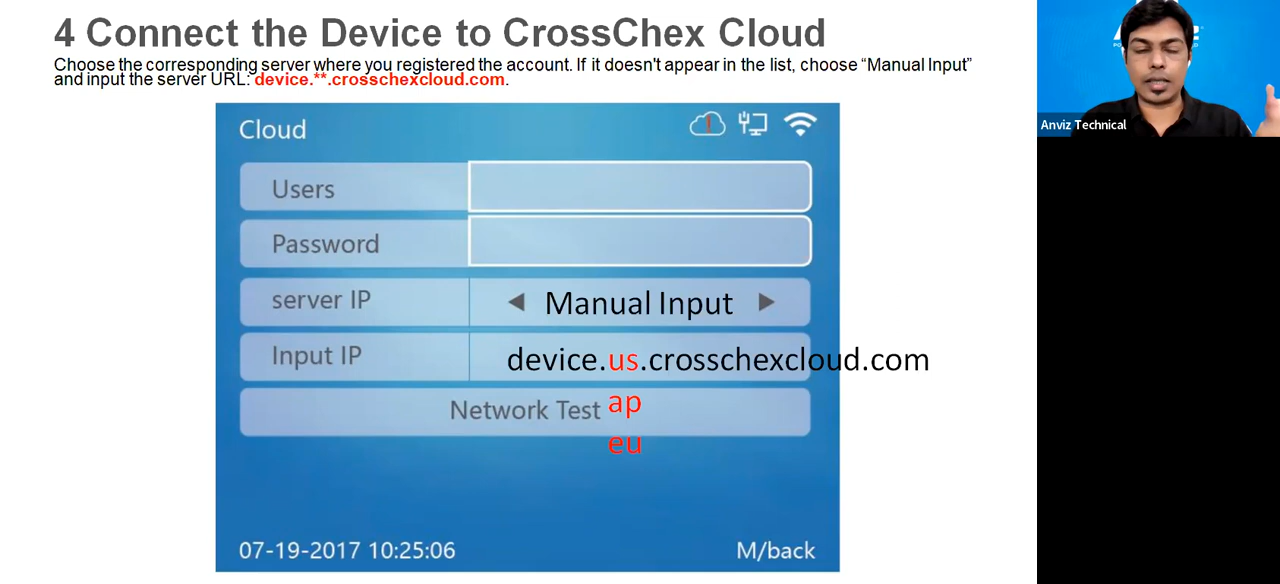 4 Connect the Device to CrossChex Cloud
Choose the corresponding server where you registered the account. If it doesn't appear in the list, choose “Manual Input”
and input the server URL: device.**.crosschexcloud.com.
Cloud
Users
Password
server IP Manual Input
Input IP device.us.crosschexcloud.com
Network Test ap
eu
07-19-2017 10:25:06 M/back
Anviz Technical